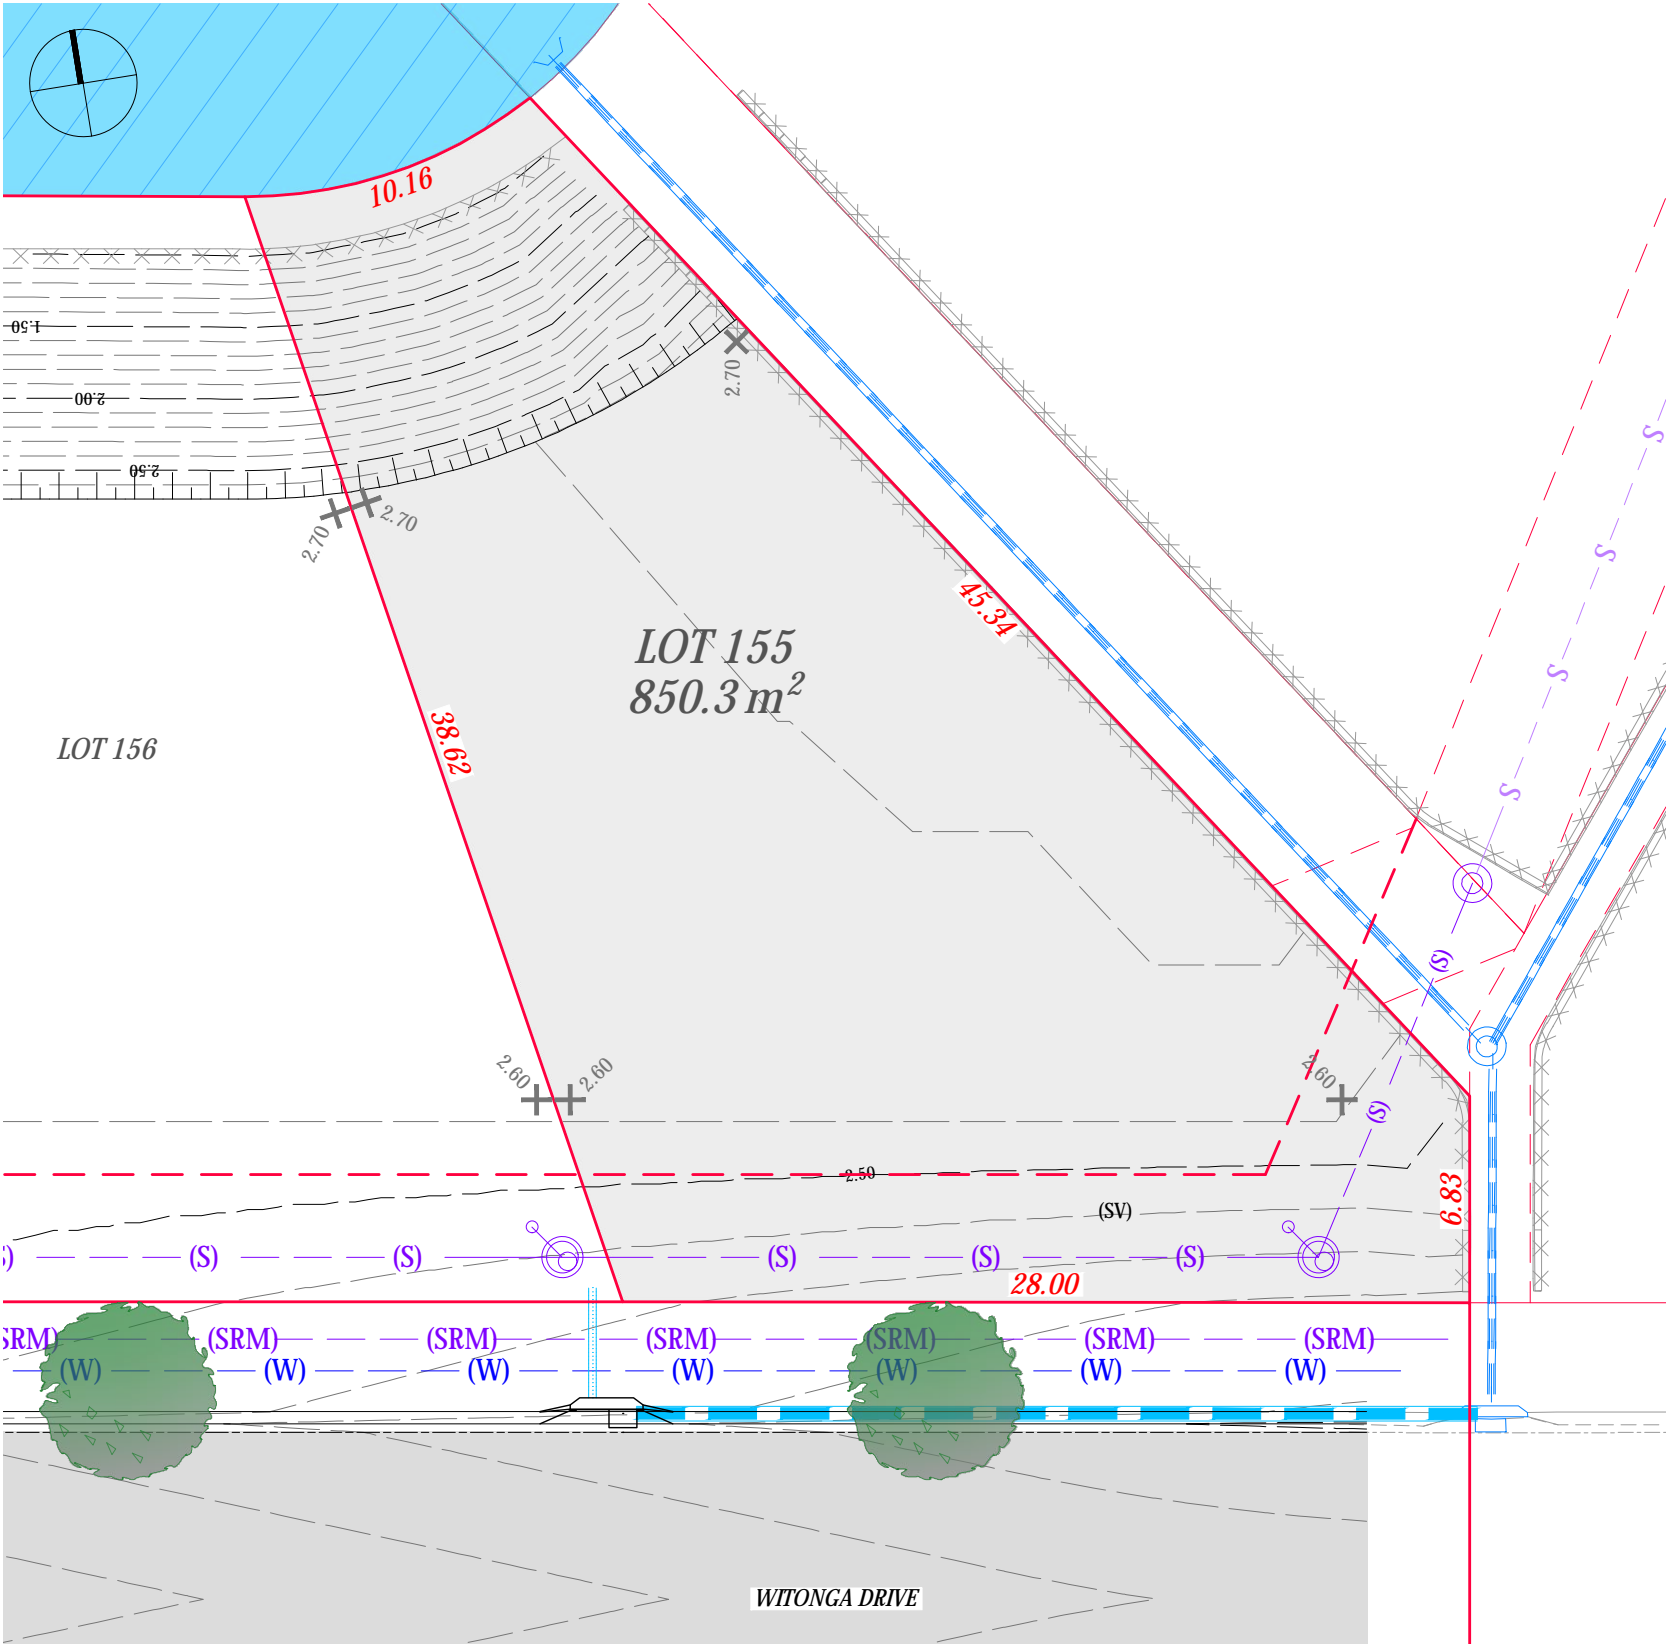 10.16
1.50
2.00
2.50
2.70
2.70
2.70
S
S
S
S
45.34
LOT 155
850.3 m²
LOT 156
38.62
(S)
2.60
2.60
2.60
(S)
2.50
6.83
(SV)
S)
(S)
(S)
(S)
(S)
(S)
28.00
SRM)
(SRM)
(SRM)
(SRM)
(SRM)
(SRM)
(SRM)
(W)
(W)
(W)
(W)
(W)
(W)
(W)
WITONGA DRIVE